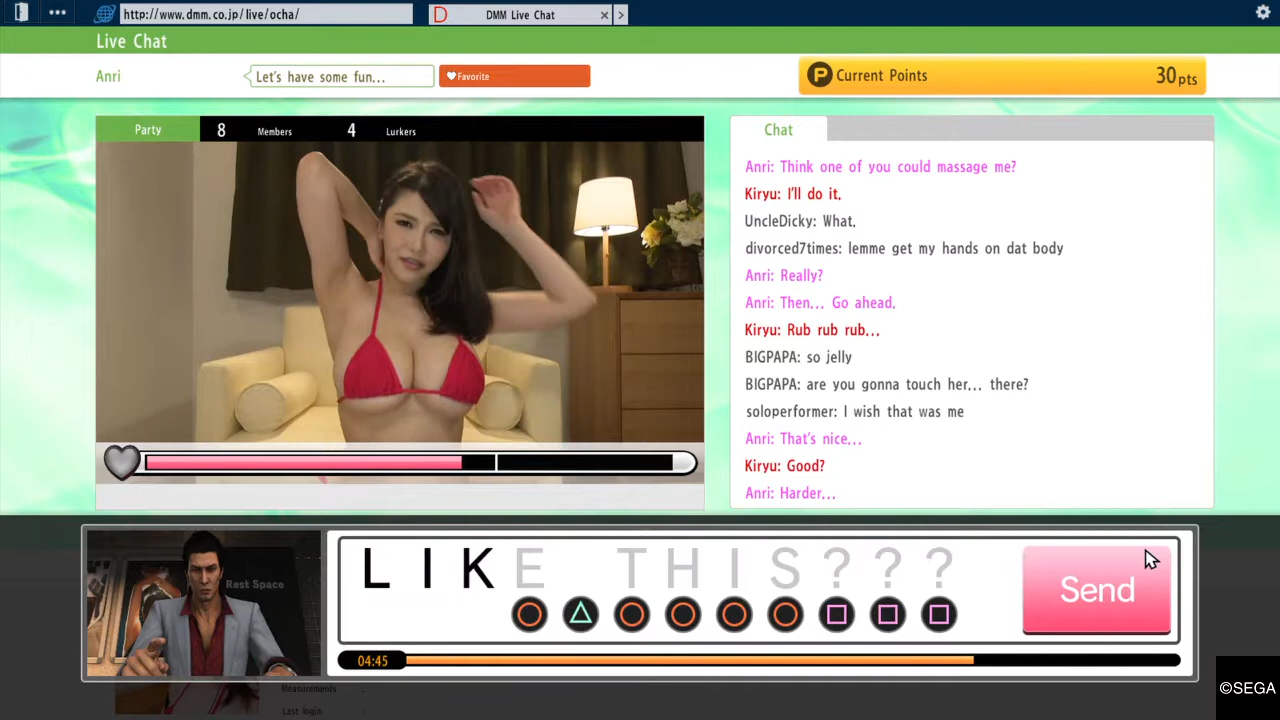 http://www.dmm.co.jp/live/ocha/
D DMM Live Chat
Live Chat
Anri
Let's have some fun...
Favorite
P Current Points 30pts
Party 8 Members 4 Lurkers
Chat
Anri: Think one of you could massage me?
Kiryu: I'll do it.
UncleDicky: What.
divorced7times: lemme get my hands on dat body
Anri: Really?
Anri: Then... Go ahead.
Kiryu: Rub rub rub...
BIGPAPA: so jelly
BIGPAPA: are you gonna touch her... there?
soloperformer: I wish that was me
Anri: That's nice...
Kiryu: Good?
Anri: Harder...
Rest Space
LIKE THIS???
Send
04:45
Measurements :
Last login :
©SEGA